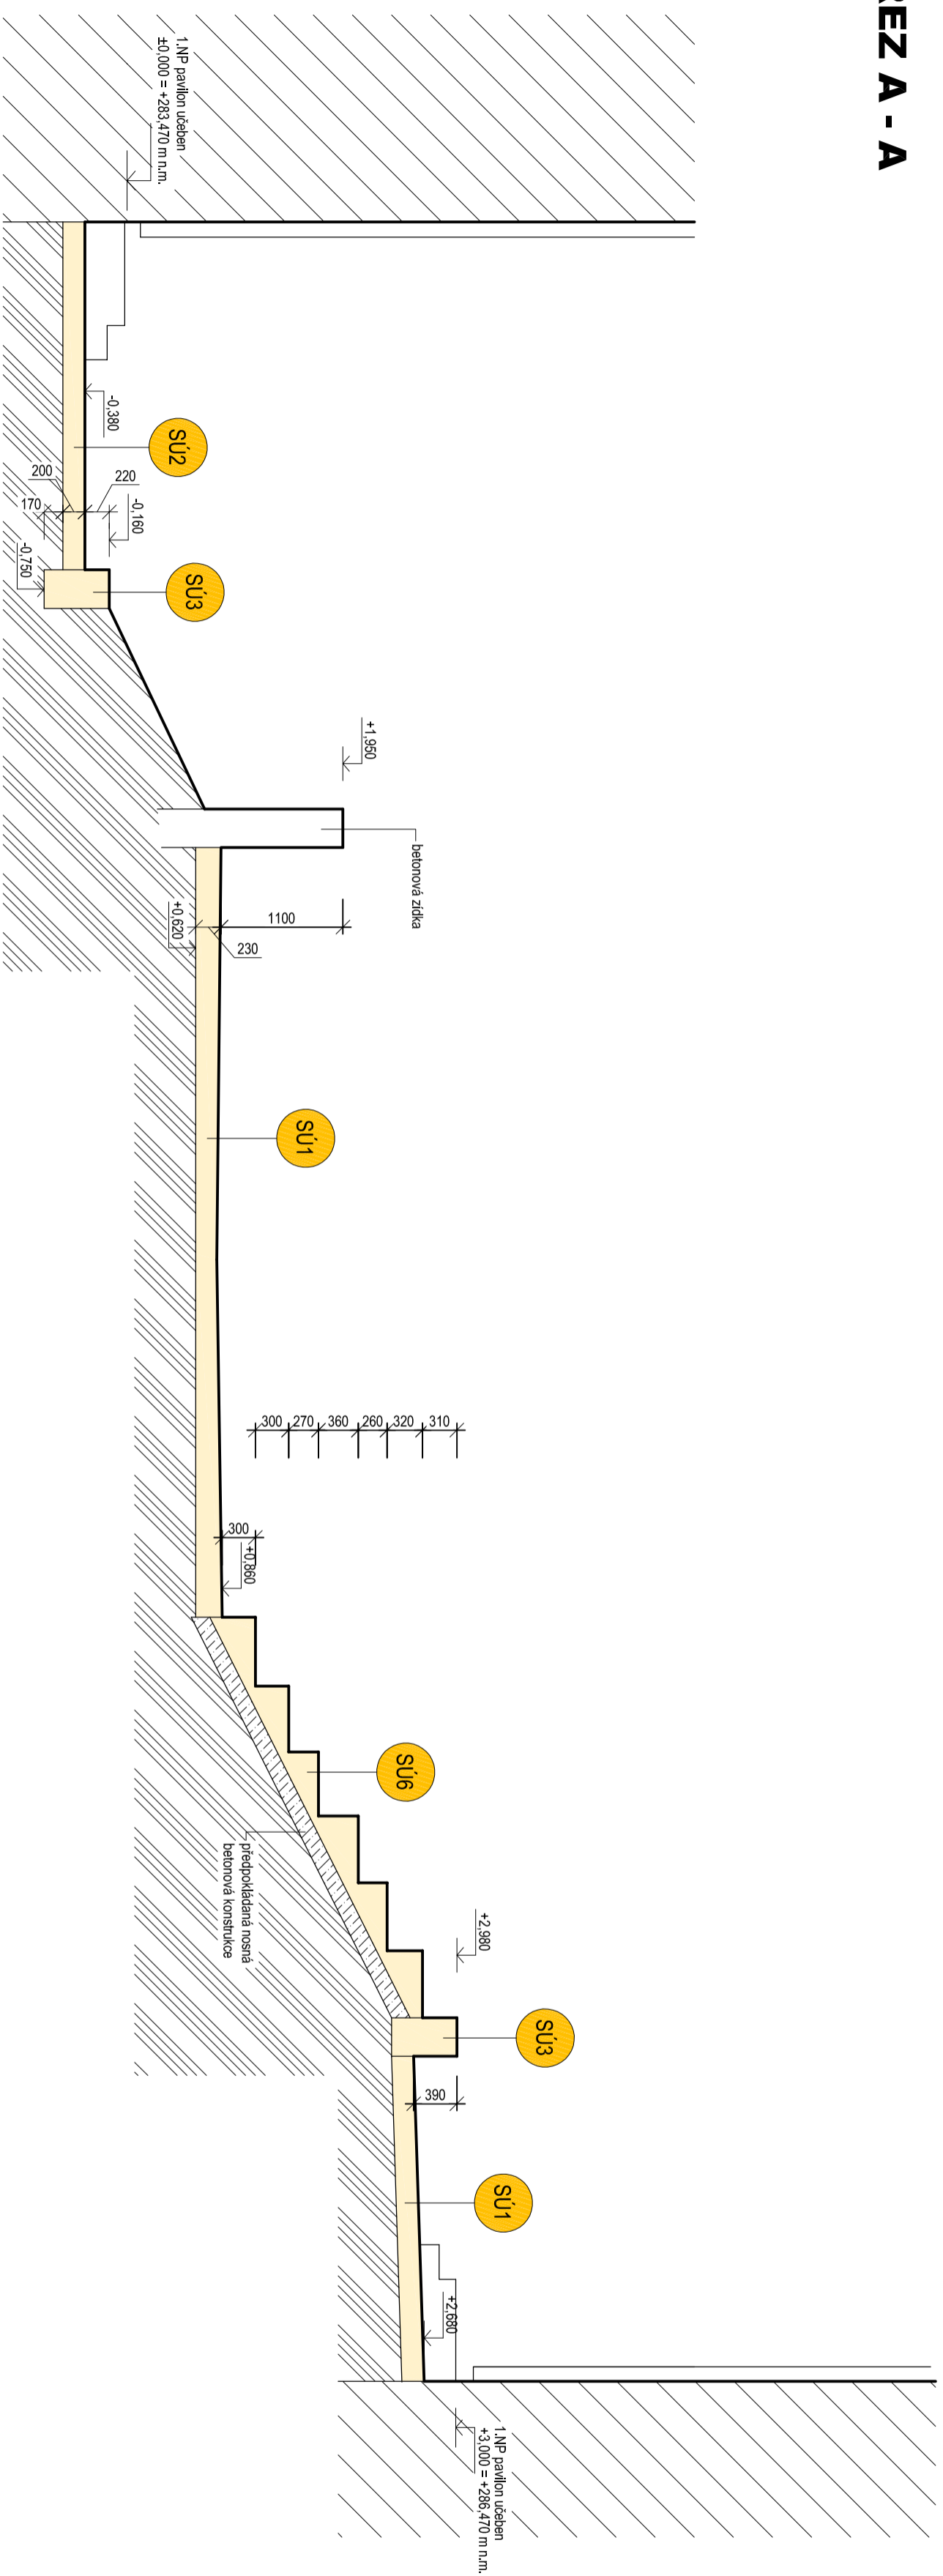 REZ A - A
1.NP pavilon učeben
±0,000 = +283,470 m n.m.
-0,380
SÚ2
200
220
170
-0,160
-0,750
SÚ3
+1,950
betonová zídka
1100
+0,620
230
SÚ1
300
270
360
260
320
310
300
+0,860
SÚ6
předpokládaná nosná
betonová konstrukce
+2,980
SÚ3
390
SÚ1
+2,680
1.NP pavilon učeben
+3,000 = +286,470 m n.m.